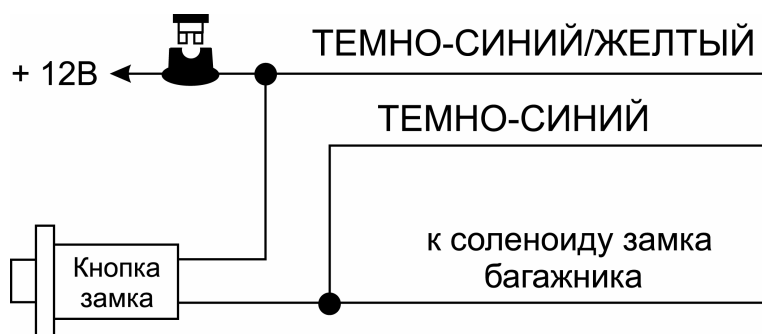 ТЕМНО-СИНИЙ/ЖЕЛТЫЙ
+ 12В
ТЕМНО-СИНИЙ
к соленоиду замка
багажника
Кнопка
замка